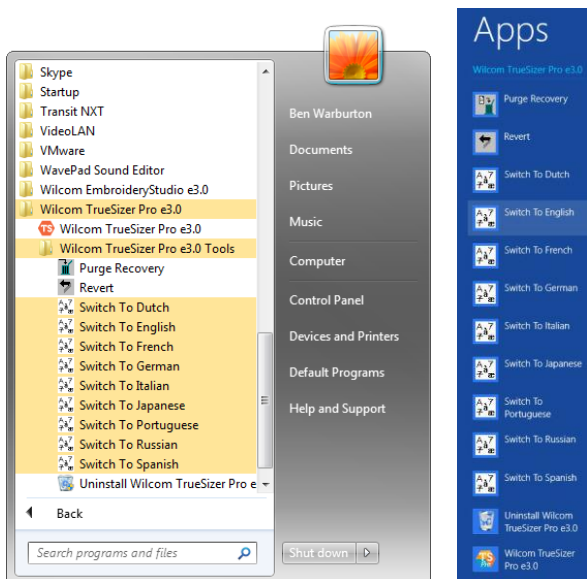 Skype
Startup
Transit NXT
VideoLAN
VMware
WavePad Sound Editor
Wilcom EmbroideryStudio e3.0
Wilcom TrueSizer Pro e3.0
Wilcom TrueSizer Pro e3.0
Wilcom TrueSizer Pro e3.0 Tools
Purge Recovery
Revert
Switch To Dutch
Switch To English
Switch To French
Switch To German
Switch To Italian
Switch To Japanese
Switch To Portuguese
Switch To Russian
Switch To Spanish
Uninstall Wilcom TrueSizer Pro e
Back
Search programs and files
Ben Warburton
Documents
Pictures
Music
Computer
Control Panel
Devices and Printers
Default Programs
Help and Support
Shut down
Apps
Wilcom TrueSizer Pro e3.0
Purge Recovery
Revert
Switch To Dutch
Switch To English
Switch To French
Switch To German
Switch To Italian
Switch To Japanese
Switch To
Portuguese
Switch To Russian
Switch To Spanish
Uninstall Wilcom
TrueSizer Pro e3.0
Wilcom TrueSizer
Pro e3.0